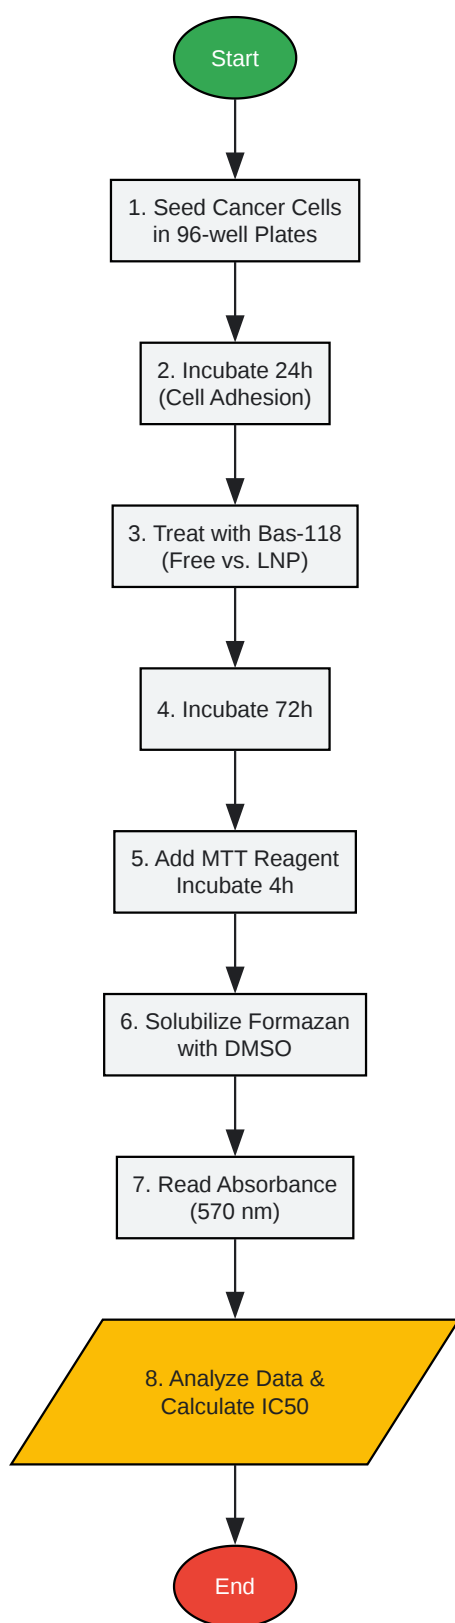 Start
1. Seed Cancer Cells
in 96-well Plates
2. Incubate 24h
(Cell Adhesion)
3. Treat with Bas-118
(Free vs. LNP)
4. Incubate 72h
5. Add MTT Reagent
Incubate 4h
6. Solubilize Formazan
with DMSO
7. Read Absorbance
(570 nm)
8. Analyze Data &
Calculate IC50
End